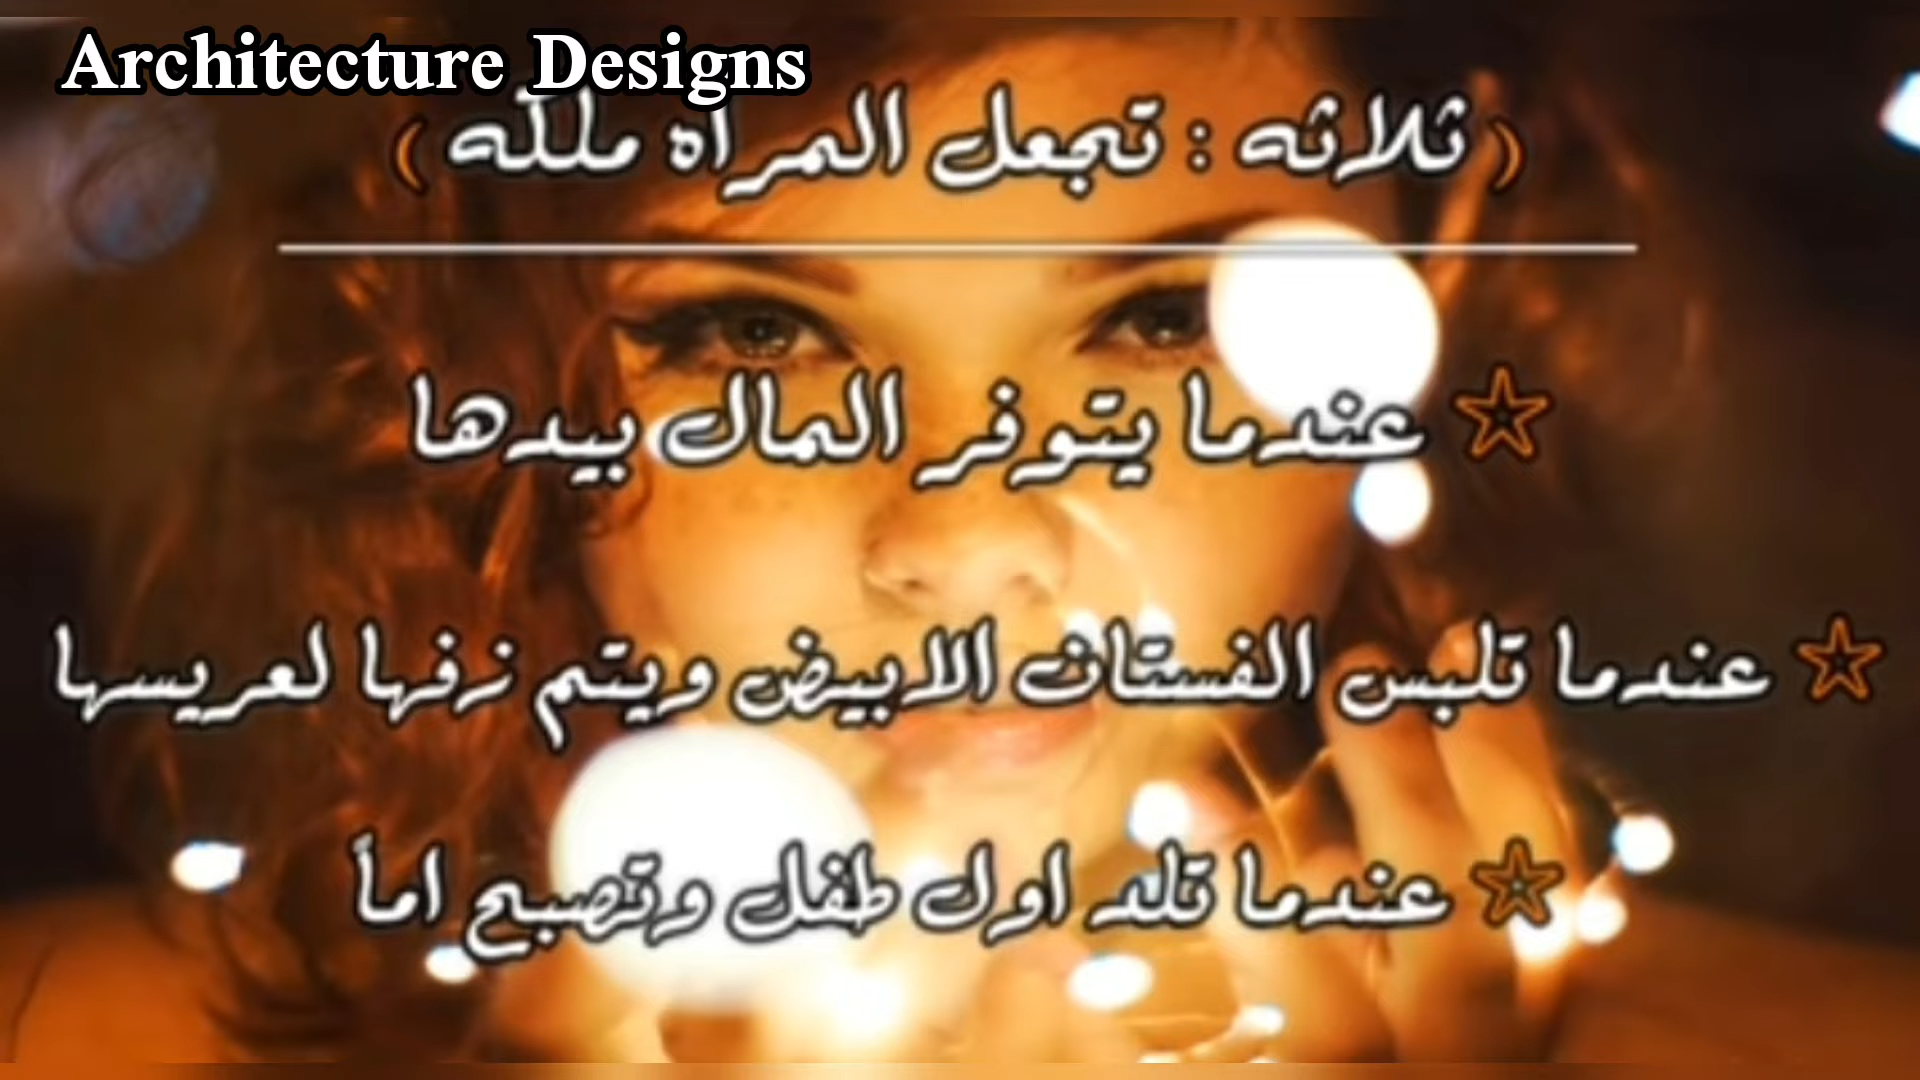 Architecture Designs
( ثلاثه : تجعل المرأه ملكه )
☆ عندما يتوفر المال بيدها
☆ عندما تلبس الفستان الابيض ويتم زفها لعريسها
☆ عندما تلد اول طفل وتصبح اماً